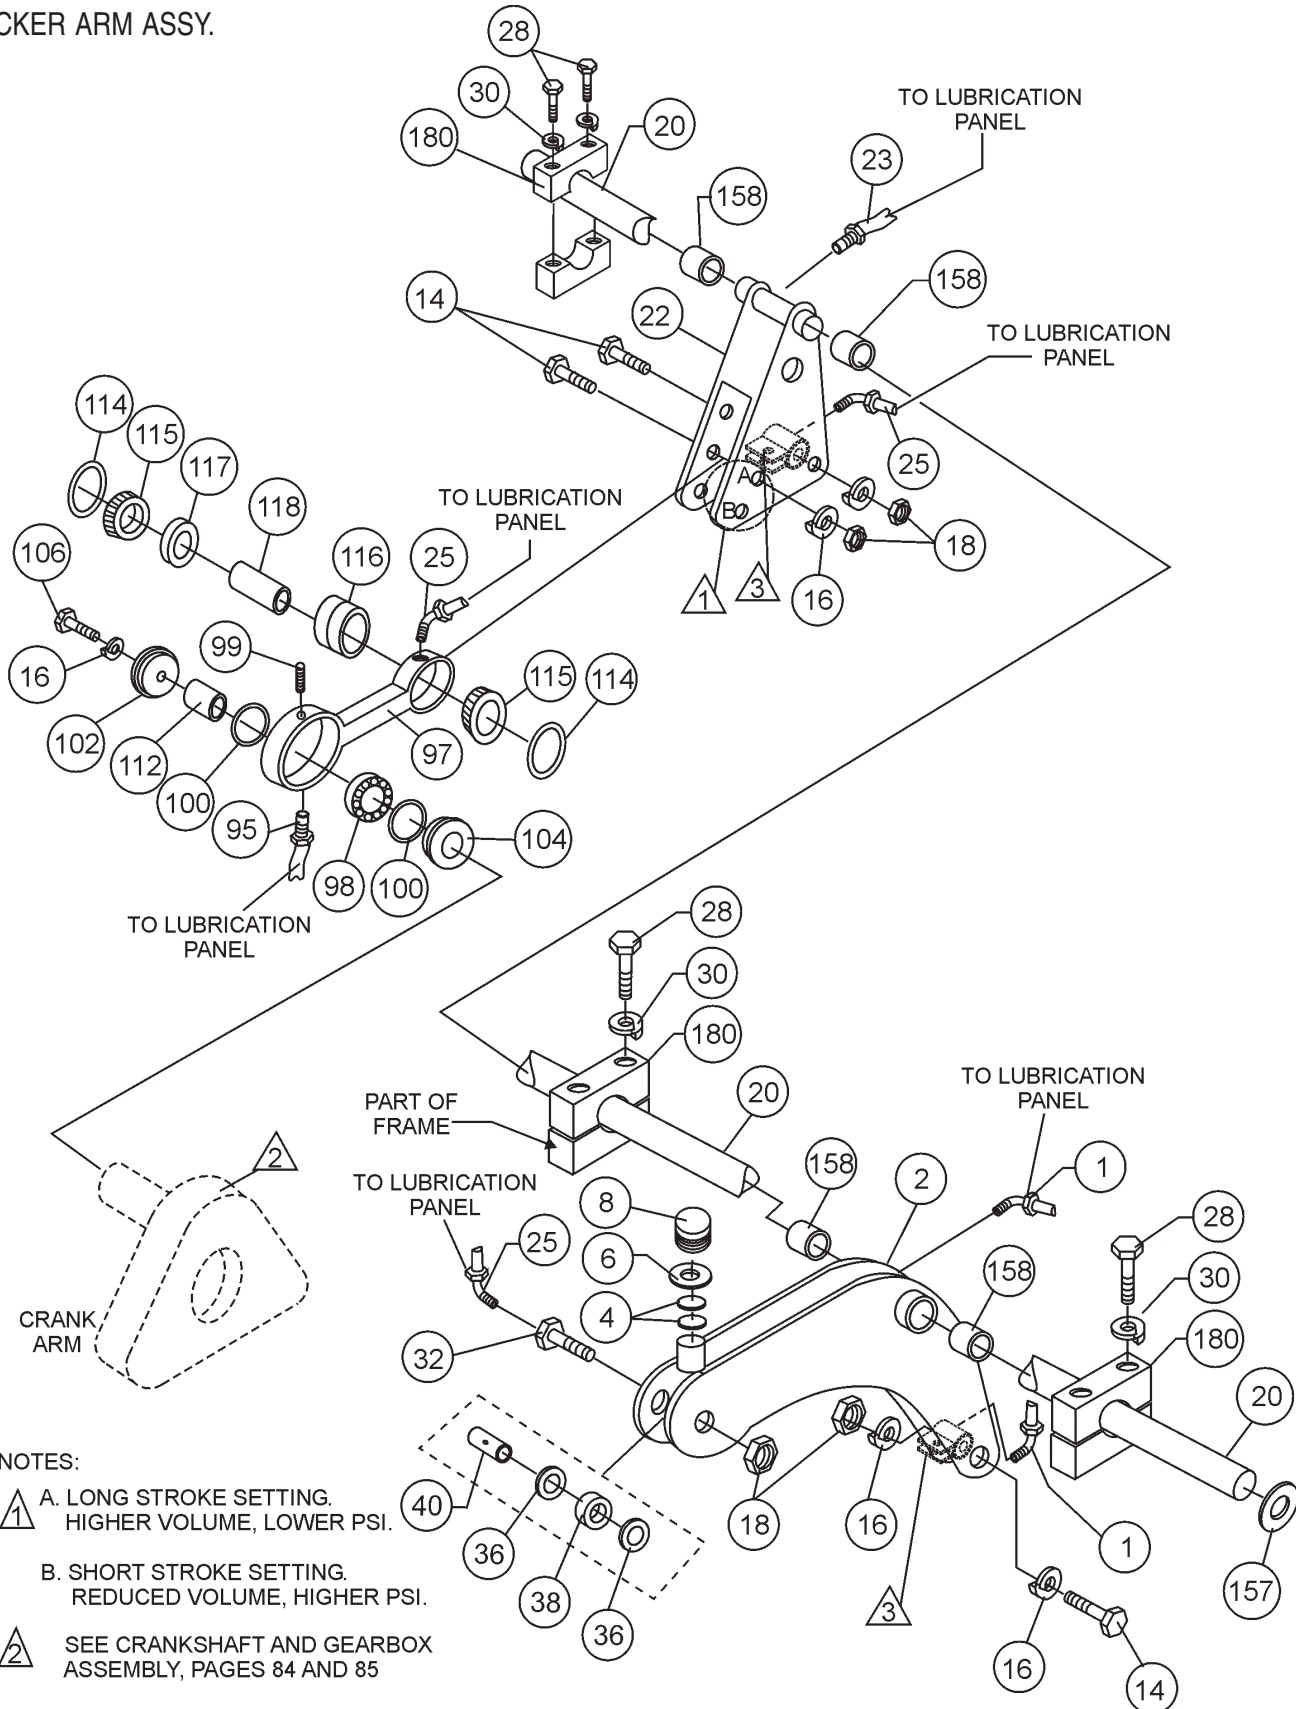 CKER ARM ASSY.
28
30
180
20
TO LUBRICATION
PANEL
23
158
158
14
22
TO LUBRICATION
PANEL
25
114
115
117
118
116
TO LUBRICATION
PANEL
25
A
B
18
16
1
3
106
16
102
112
100
99
95
97
115
114
98
100
104
TO LUBRICATION
PANEL
28
30
180
20
PART OF
FRAME
TO LUBRICATION
PANEL
2
158
2
1
TO LUBRICATION
PANEL
8
25
6
4
32
28
30
158
180
20
CRANK
ARM
40
36
38
36
18
16
3
1
157
16
14
NOTES:
1 A. LONG STROKE SETTING.
HIGHER VOLUME, LOWER PSI.
B. SHORT STROKE SETTING.
REDUCED VOLUME, HIGHER PSI.
2 SEE CRANKSHAFT AND GEARBOX
ASSEMBLY, PAGES 84 AND 85